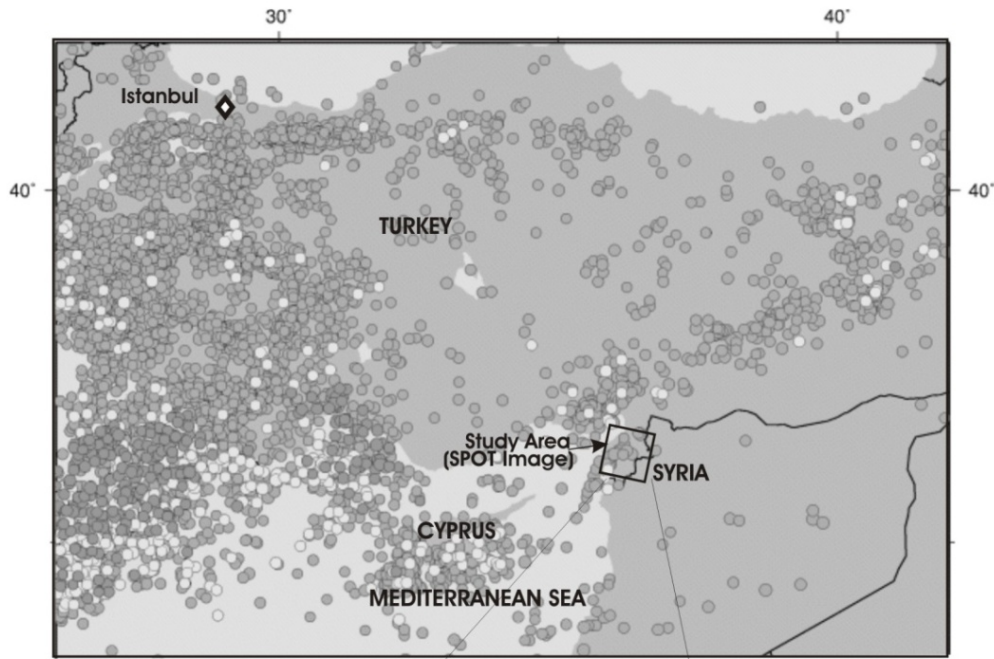 30°
40°
Istanbul
40°
40°
TURKEY
Study Area
(SPOT Image)
SYRIA
CYPRUS
MEDITERRANEAN SEA